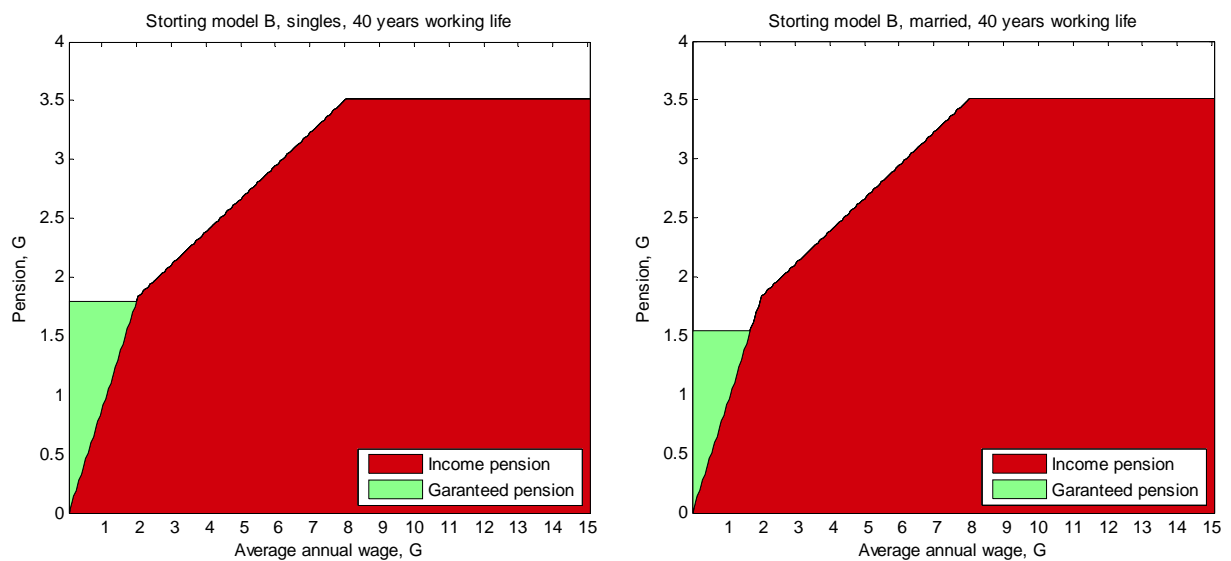 Storting model B, singles, 40 years working life
4
3.5
3
2.5
2
1.5
1
0.5
0
Pension, G
Income pension
Garanteed pension
1 2 3 4 5 6 7 8 9 10 11 12 13 14 15
Average annual wage, G
Storting model B, married, 40 years working life
4
3.5
3
2.5
2
1.5
1
0.5
0
Pension, G
Income pension
Garanteed pension
1 2 3 4 5 6 7 8 9 10 11 12 13 14 15
Average annual wage, G